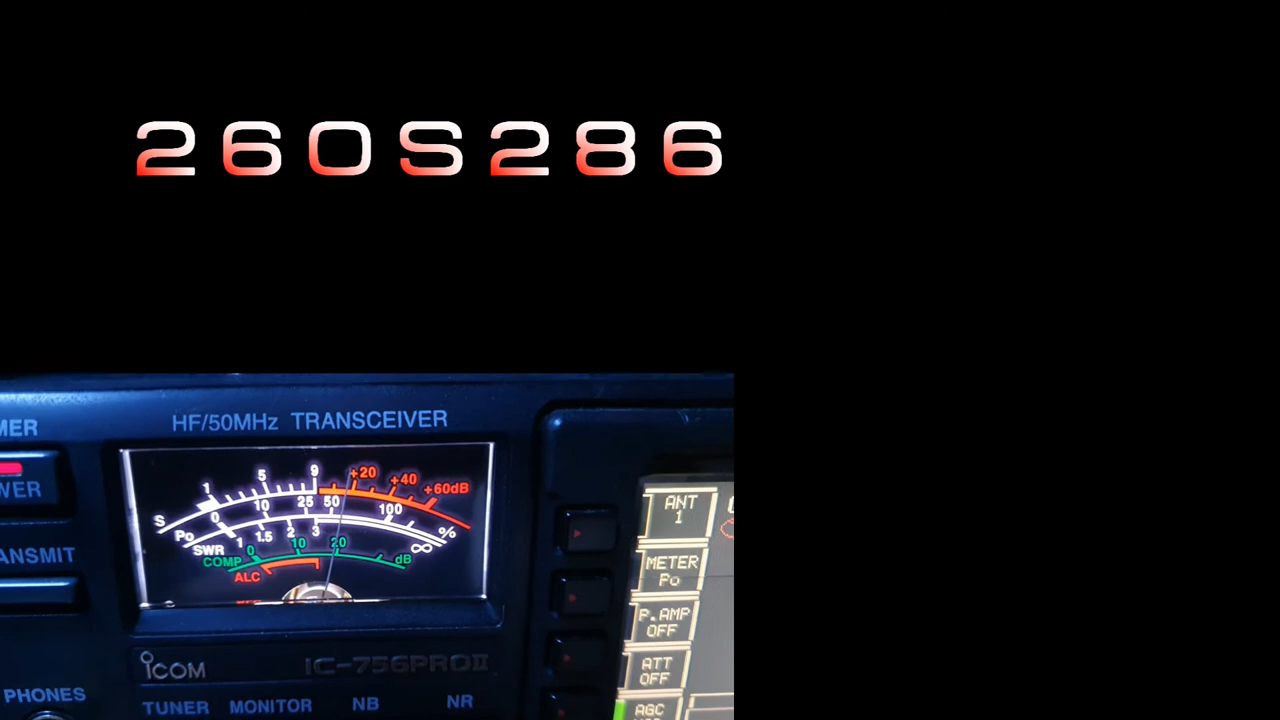 260S286
HF/50MHz TRANSCEIVER
MER
WER
ANSMIT
PHONES
1 5 9 +20 +40 +60dB
S
0 10 25 50 100 %
Po
SWR 1 1.5 2 3 ∞
COMP 0 10 20 dB
ALC
ICOM
IC-756PROII
TUNER MONITOR NB NR
ANT
1
METER
Po
P.AMP
OFF
ATT
OFF
AGC